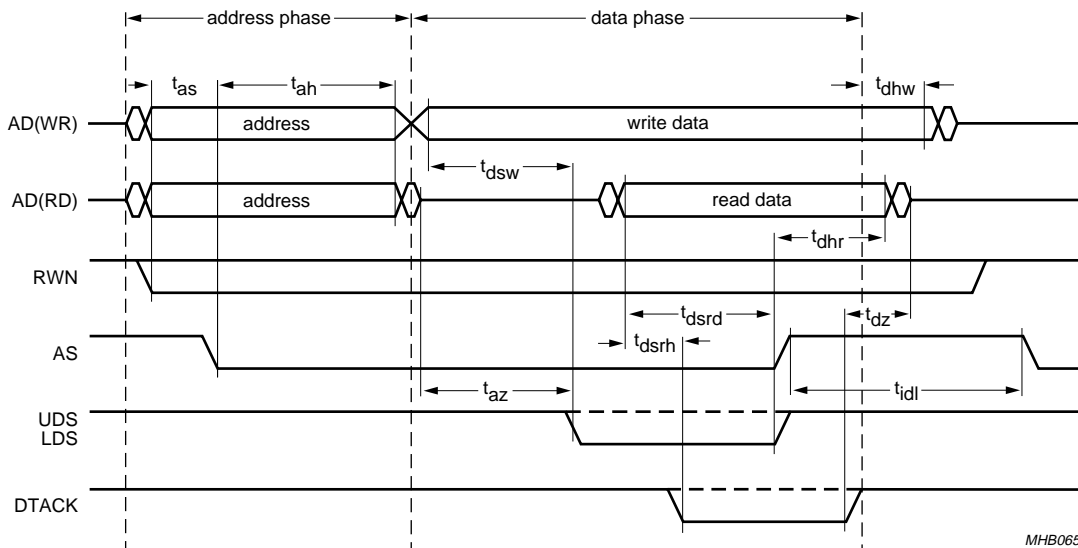 address phase
data phase
tas
tah
tdhw
AD(WR)
address
write data
tdsw
AD(RD)
address
read data
tdhr
RWN
tdsrd
tdz
tdsrh
AS
taz
tidl
UDS
LDS
DTACK
MHB065